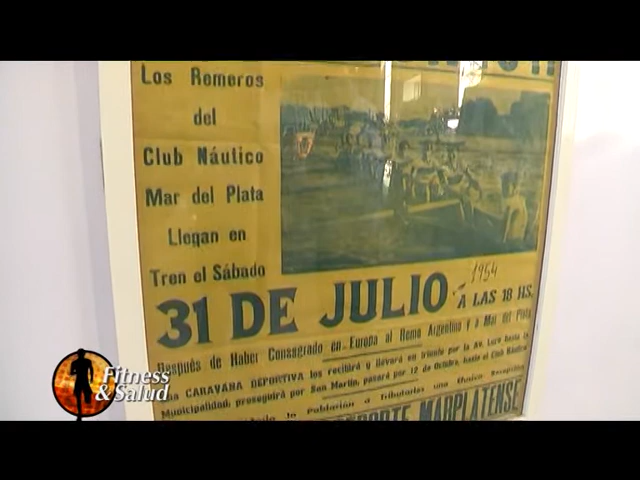 Los Remeros
del
Club Náutico
Mar del Plata
Llegan en
Tren el Sábado
1954
31 DE JULIO A LAS 18 HS.
Después de Haber Consagrado en Europa al Remo Argentino y a Mar del Plata
CARAVANA DEPORTIVA los recibirá y llevará en triunfo por la Av. Luro hasta la
Municipalidad; proseguirá por San Martín, pasará por 12 de Octubre, hasta el Club Náutico
la Población a Tributarles una
MARPLATENSE
Fitness
& Salud